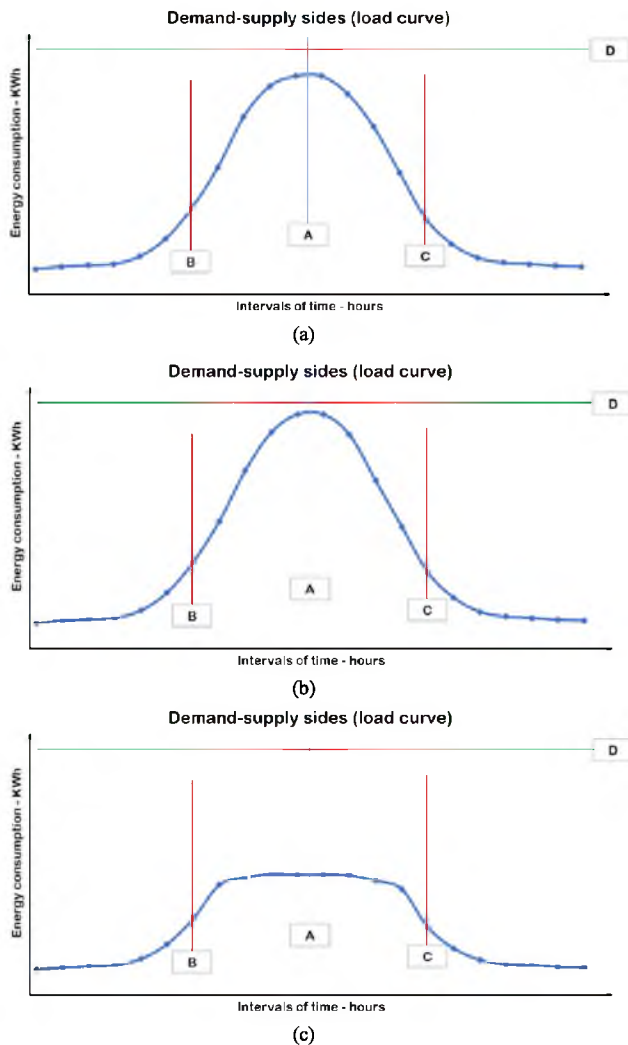 Demand-supply sides (load curve)
D
Energy consumption - KWh
A
B
C
Intervals of time - hours
(a)
Demand-supply sides (load curve)
D
Energy consumption - KWh
A
B
C
Intervals of time - hours
(b)
Demand-supply sides (load curve)
D
Energy consumption - KWh
A
B
C
Intervals of time - hours
(c)